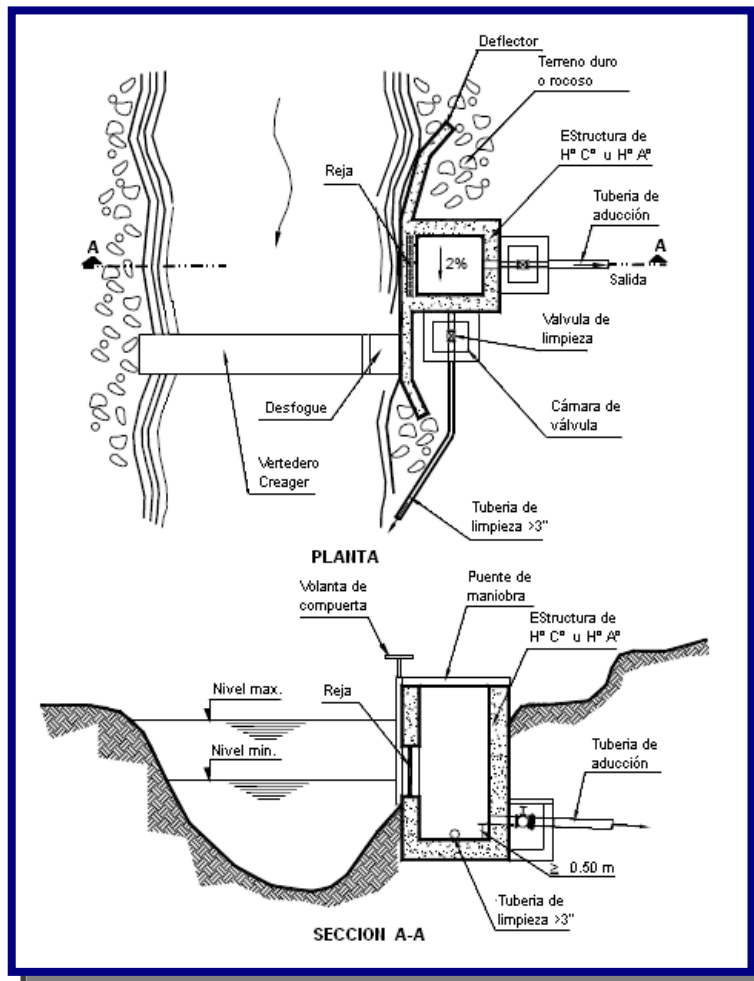 Deflector
Terreno duro
o rocoso
EStructura de
Hº Cº u Hº Aº
Reja
Tuberia de
aducción
A
A
2%
Salida
Valvula de
limpieza
Desfogue
Cámara de
válvula
Vertedero
Creager
Tuberia de
limpieza >3"
PLANTA
Volanta de
compuerta
Puente de
maniobra
EStructura de
Hº Cº u Hº Aº
Nivel max.
Reja
Nivel min.
Tuberia de
aducción
≥ 0.50 m
Tuberia de
limpieza >3"
SECCION A-A